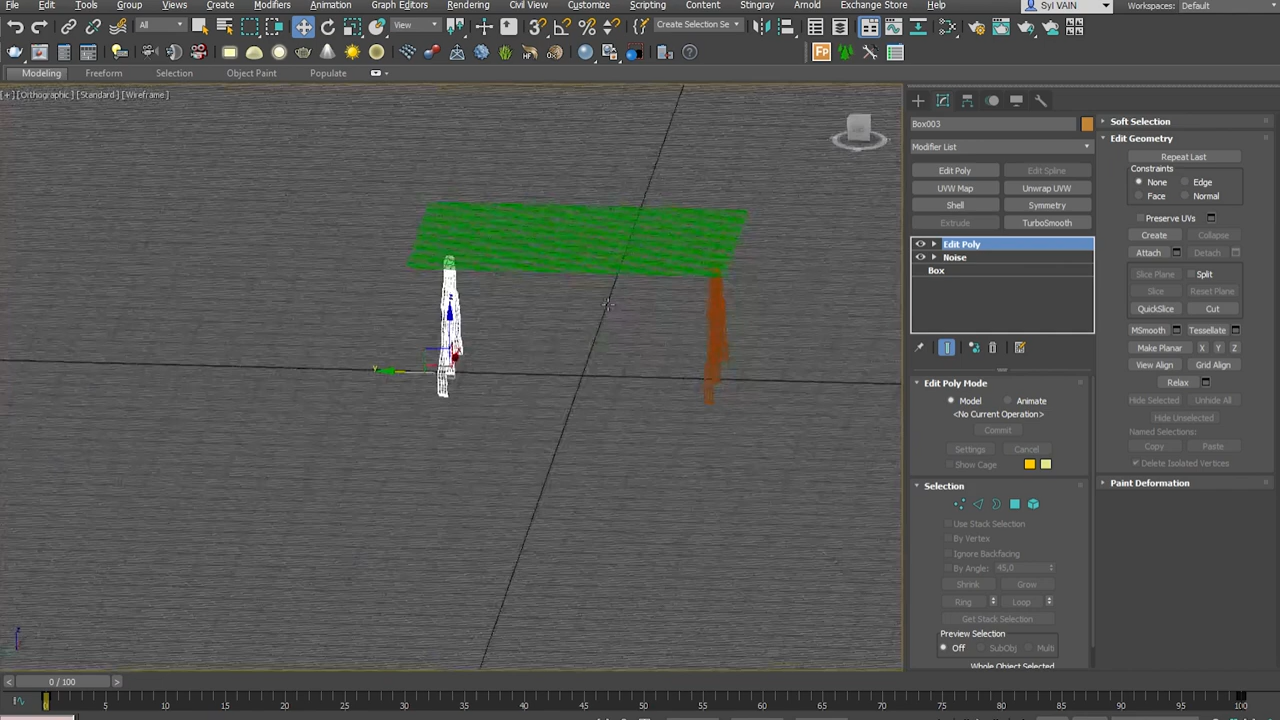 File Edit Tools Group Views Create Modifiers Animation Graph Editors Rendering Civil View Customize Scripting Content Substance Arnold Exchange Store Help Syl VAIN Workspaces: Default
All View Create Selection Se
Modeling Freeform Selection Object Paint Populate
[+] [Orthographic] [Standard] [Wireframe]
Box003
Modifier List
Edit Poly Edit Spline
UVW Map Unwrap UVW
Shell Symmetry
Extrude TurboSmooth
Edit Poly
Noise
Box
Edit Poly Mode
Model Animate
<No Current Operation>
Commit
Settings Cancel
Show Cage
Selection
Use Stack Selection
By Vertex
Ignore Backfacing
By Angle: 45,0
Shrink Grow
Ring Loop
Get Stack Selection
Preview Selection
Off SubObj Multi
Whole Object Selected
Soft Selection
Edit Geometry
Repeat Last
Constraints
None Edge
Face Normal
Preserve UVs
Create Collapse
Attach Detach
Slice Plane Split
Slice Reset Plane
QuickSlice Cut
MSmooth Tessellate
Make Planar X Y Z
View Align Grid Align
Relax
Hide Selected Unhide All
Hide Unselected
Named Selections:
Copy Paste
Delete Isolated Vertices
Paint Deformation
< 0 / 100 >
0 5 10 15 20 25 30 35 40 45 50 55 60 65 70 75 80 85 90 95 100